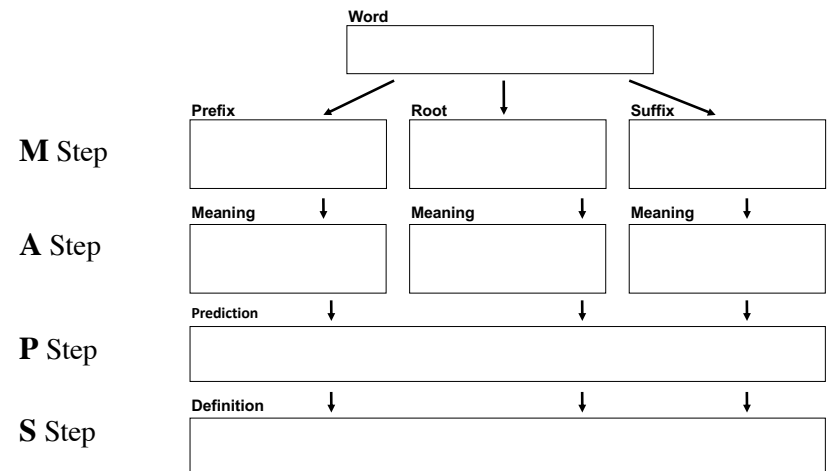 Word
Prefix Root Suffix
M Step
Meaning Meaning Meaning
A Step
Prediction
P Step
Definition
S Step